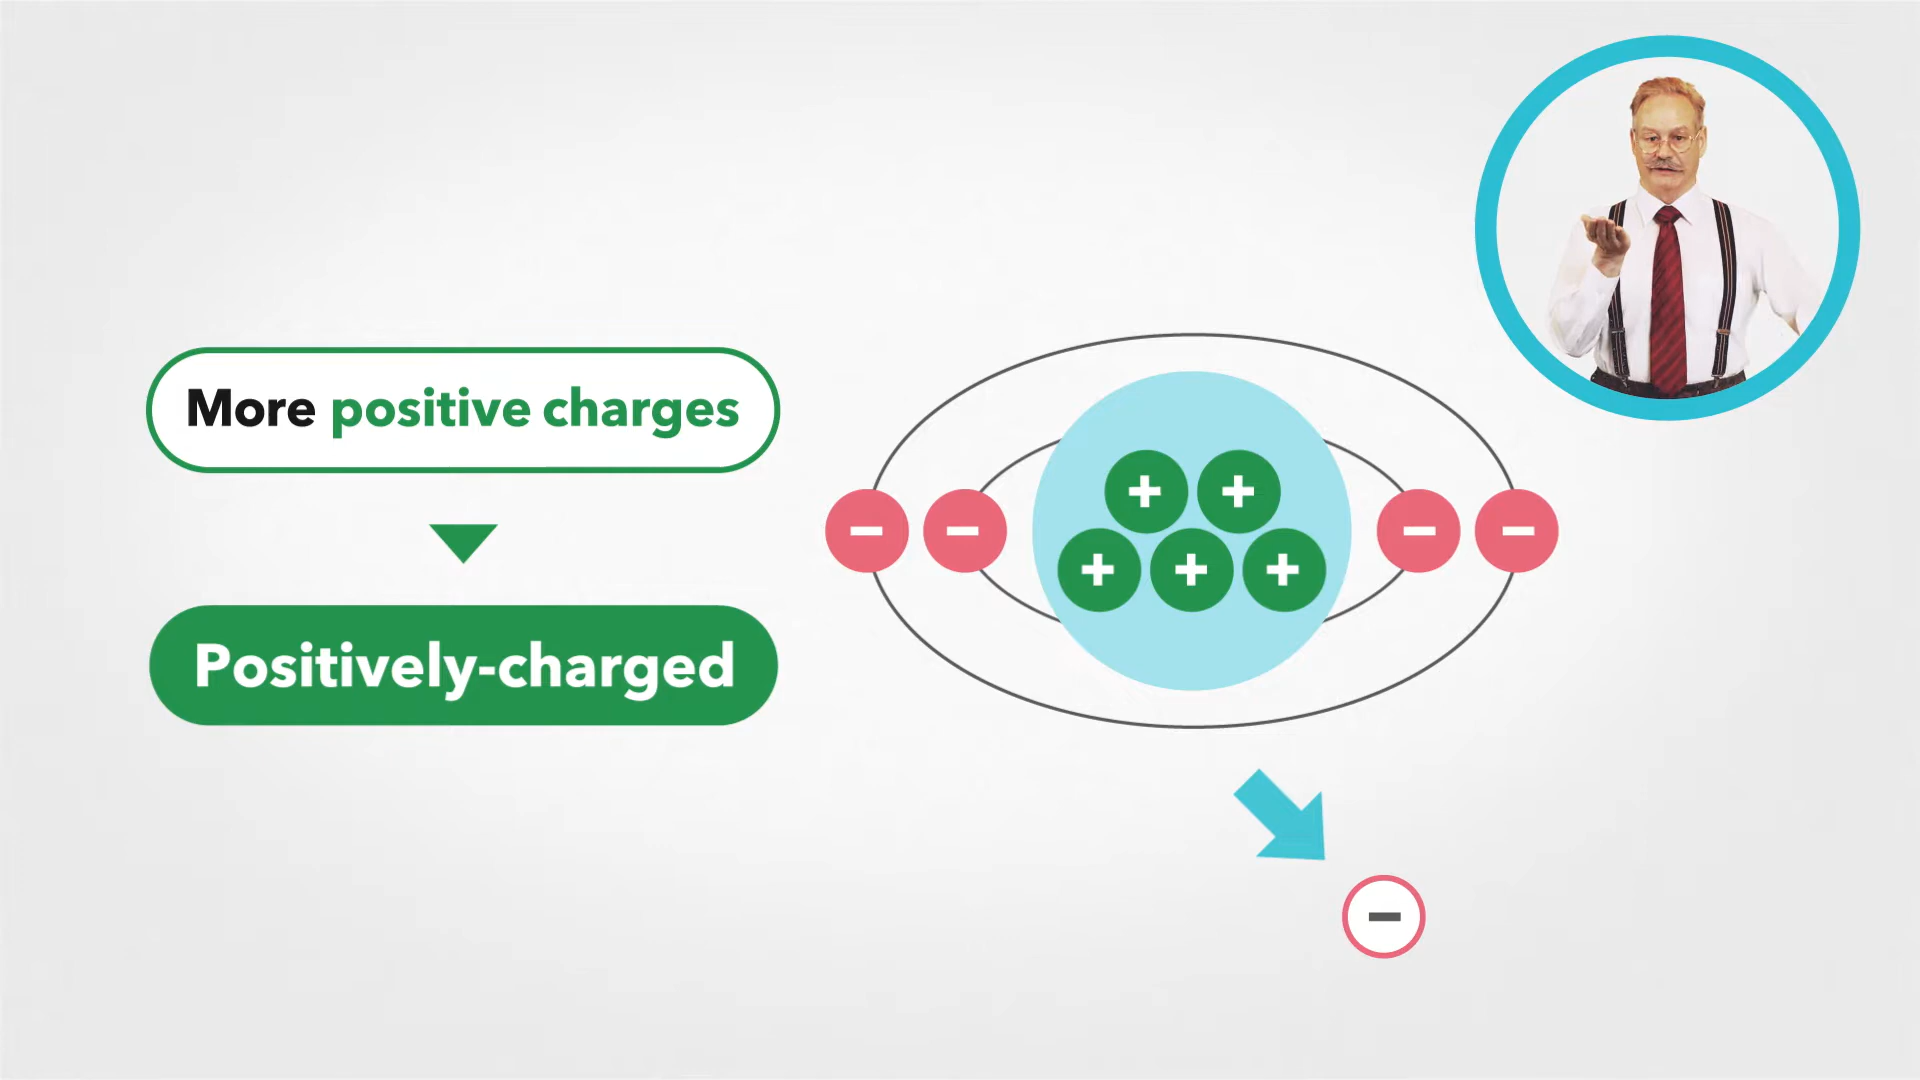 More positive charges
Positively-charged
+ +
− − + + + − −
−